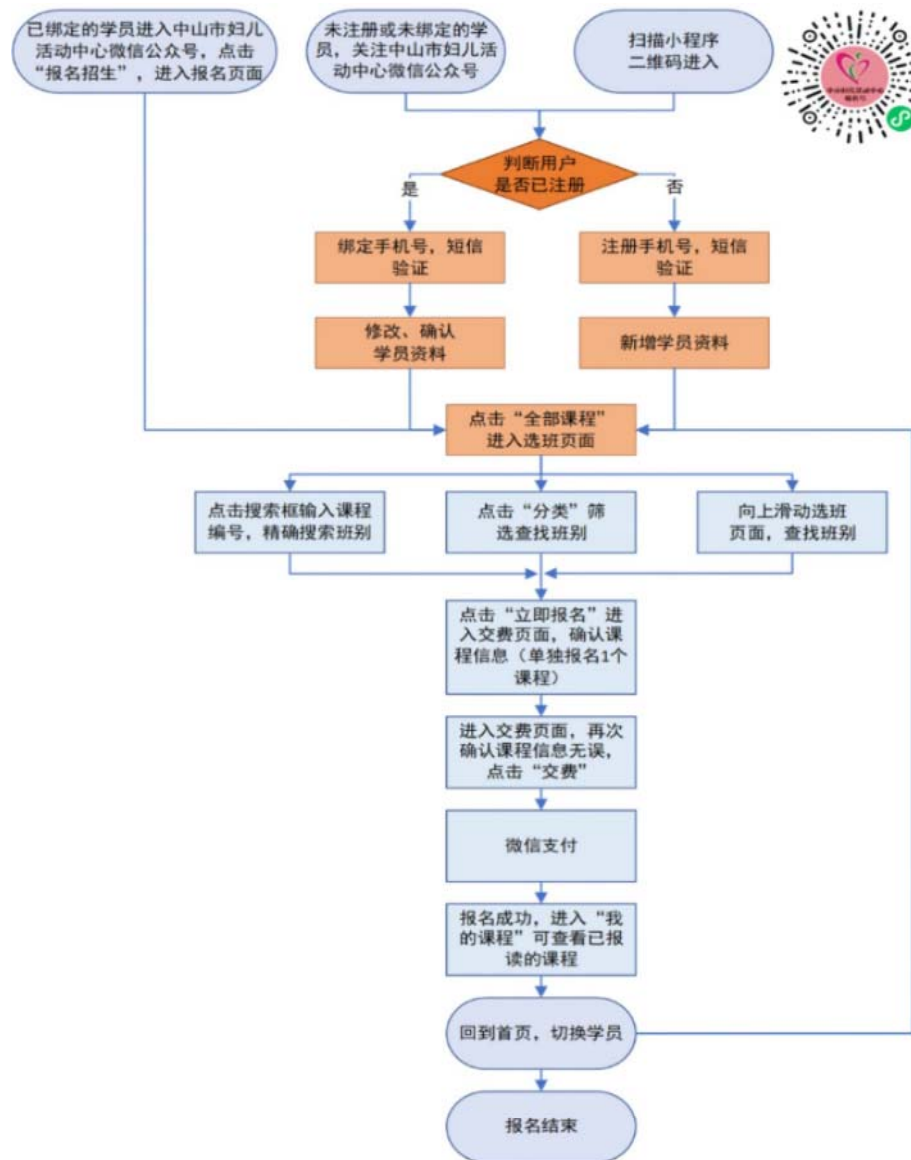 已绑定的学员进入中山市妇儿
活动中心微信公众号，点击
“报名招生”，进入报名页面
未注册或未绑定的学
员，关注中山市妇儿活
动中心微信公众号
扫描小程序
二维码进入
判断用户
是否已注册
是
否
绑定手机号，短信
验证
注册手机号，短信
验证
修改、确认
学员资料
新增学员资料
点击“全部课程”
进入选班页面
点击搜索框输入课程
编号，精确搜索班别
点击“分类”筛
选查找班别
向上滑动选班
页面，查找班别
点击“立即报名”进
入交费页面，确认课
程信息（单独报名1个
课程）
进入交费页面，再次
确认课程信息无误，
点击“交费”
微信支付
报名成功，进入“我
的课程”可查看已报
读的课程
回到首页，切换学员
报名结束